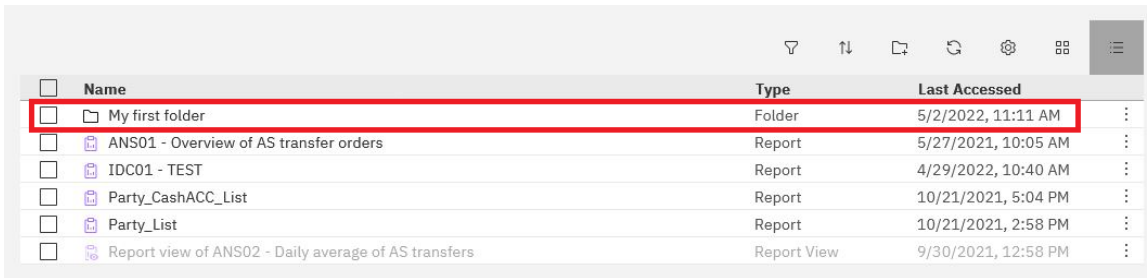 Name Type Last Accessed
My first folder Folder 5/2/2022, 11:11 AM
ANS01 - Overview of AS transfer orders Report 5/27/2021, 10:05 AM
IDC01 - TEST Report 4/29/2022, 10:40 AM
Party_CashACC_List Report 10/21/2021, 5:04 PM
Party_List Report 10/21/2021, 2:58 PM
Report view of ANS02 - Daily average of AS transfers Report View 9/30/2021, 12:58 PM